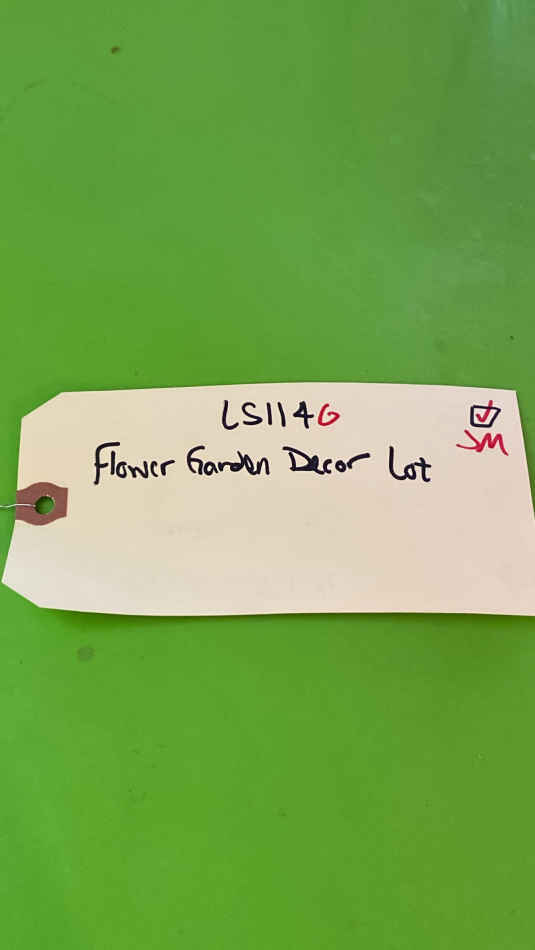 LS114G ☑
JM
Flower Garden Decor Lot